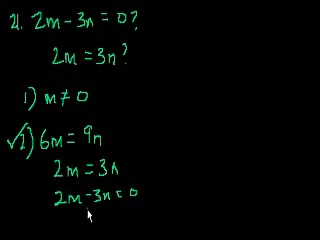 21. 2m - 3n = 0?
2m = 3n?
1) m ≠ 0
✓2) 6m = 9n
2m = 3n
2m - 3n = 0